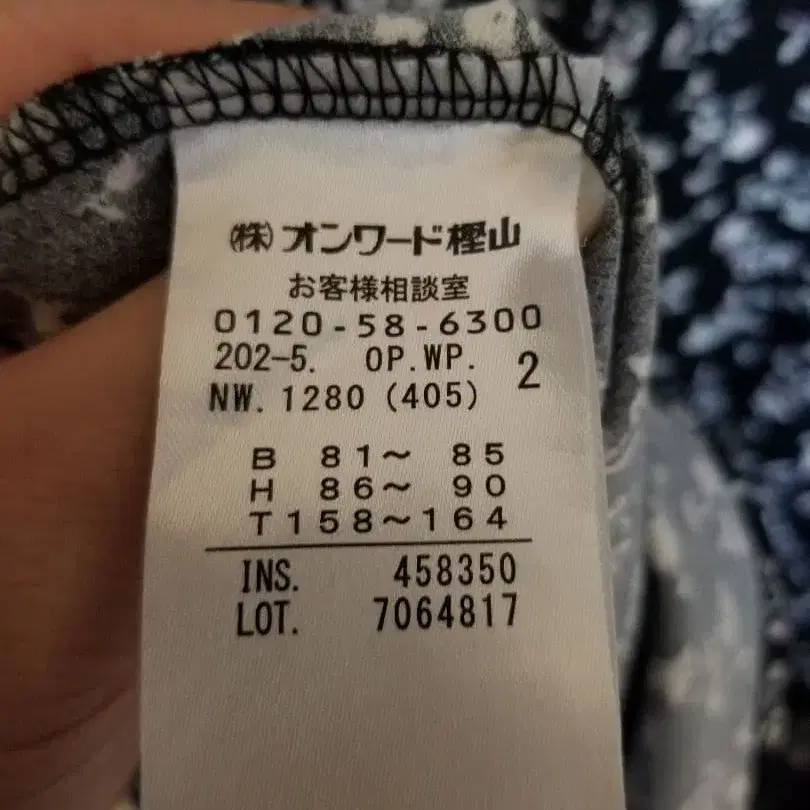 ㈱オンワード樫山
お客様相談室
0120-58-6300
202-5. OP.WP. 2
NW. 1280 (405)
B 81～ 85
H 86～ 90
T158～164
INS. 458350
LOT. 7064817